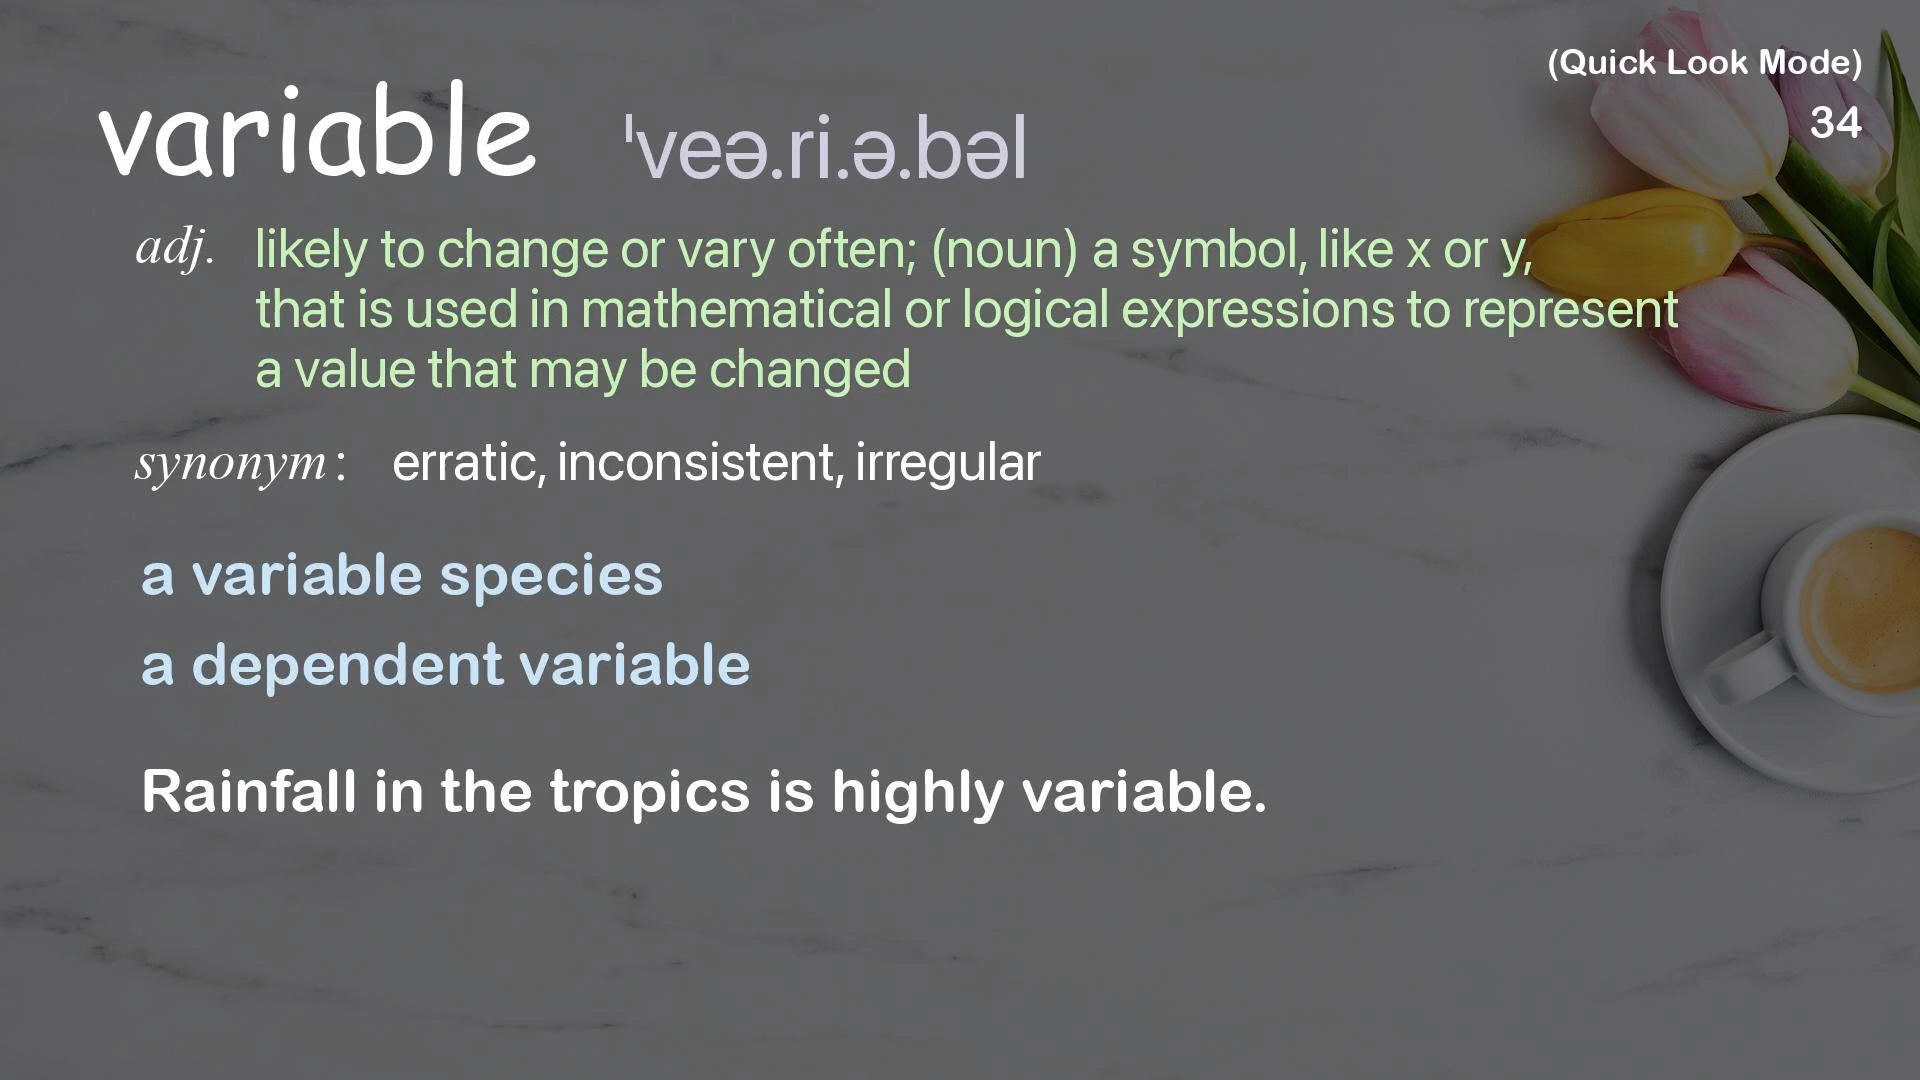 (Quick Look Mode)
34
variable ˈveə.ri.ə.bəl
adj. likely to change or vary often; (noun) a symbol, like x or y,
that is used in mathematical or logical expressions to represent
a value that may be changed
synonym: erratic, inconsistent, irregular
a variable species
a dependent variable
Rainfall in the tropics is highly variable.